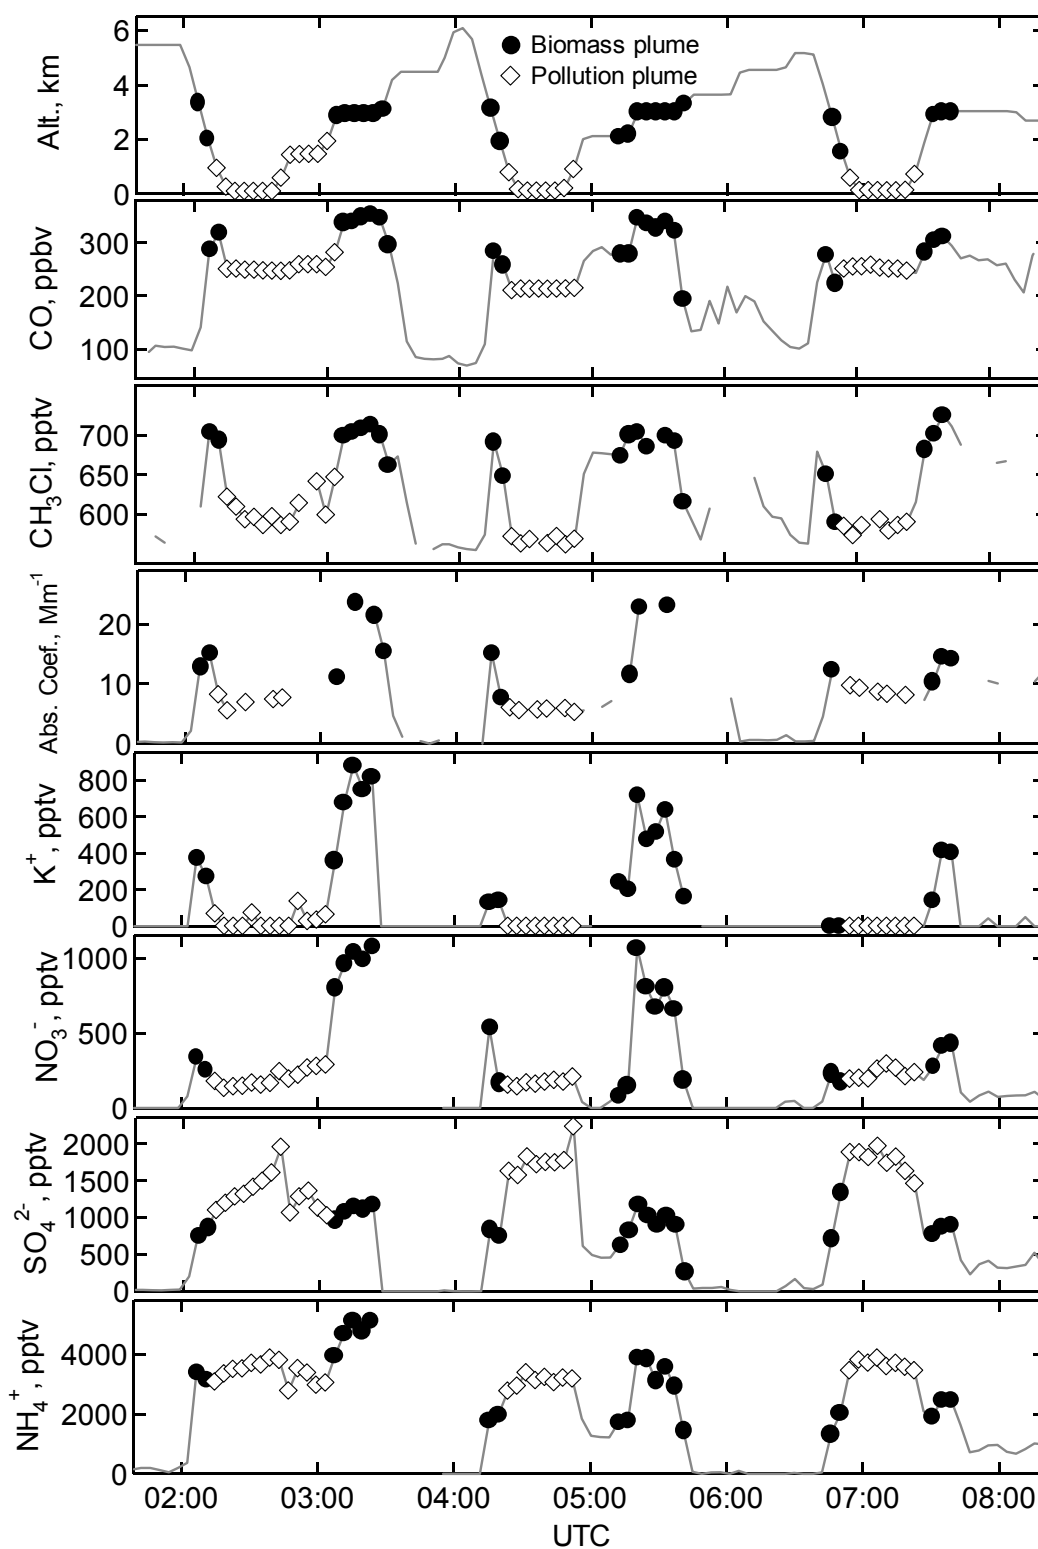 Alt., km
6
4
2
0
Biomass plume
Pollution plume
CO, ppbv
300
200
100
CH3Cl, pptv
700
650
600
Abs. Coef., Mm-1
20
10
0
K+, pptv
800
600
400
200
0
NO3-, pptv
1000
500
0
SO4 2-, pptv
2000
1500
1000
500
0
NH4+, pptv
4000
2000
0
02:00 03:00 04:00 05:00 06:00 07:00 08:00
UTC